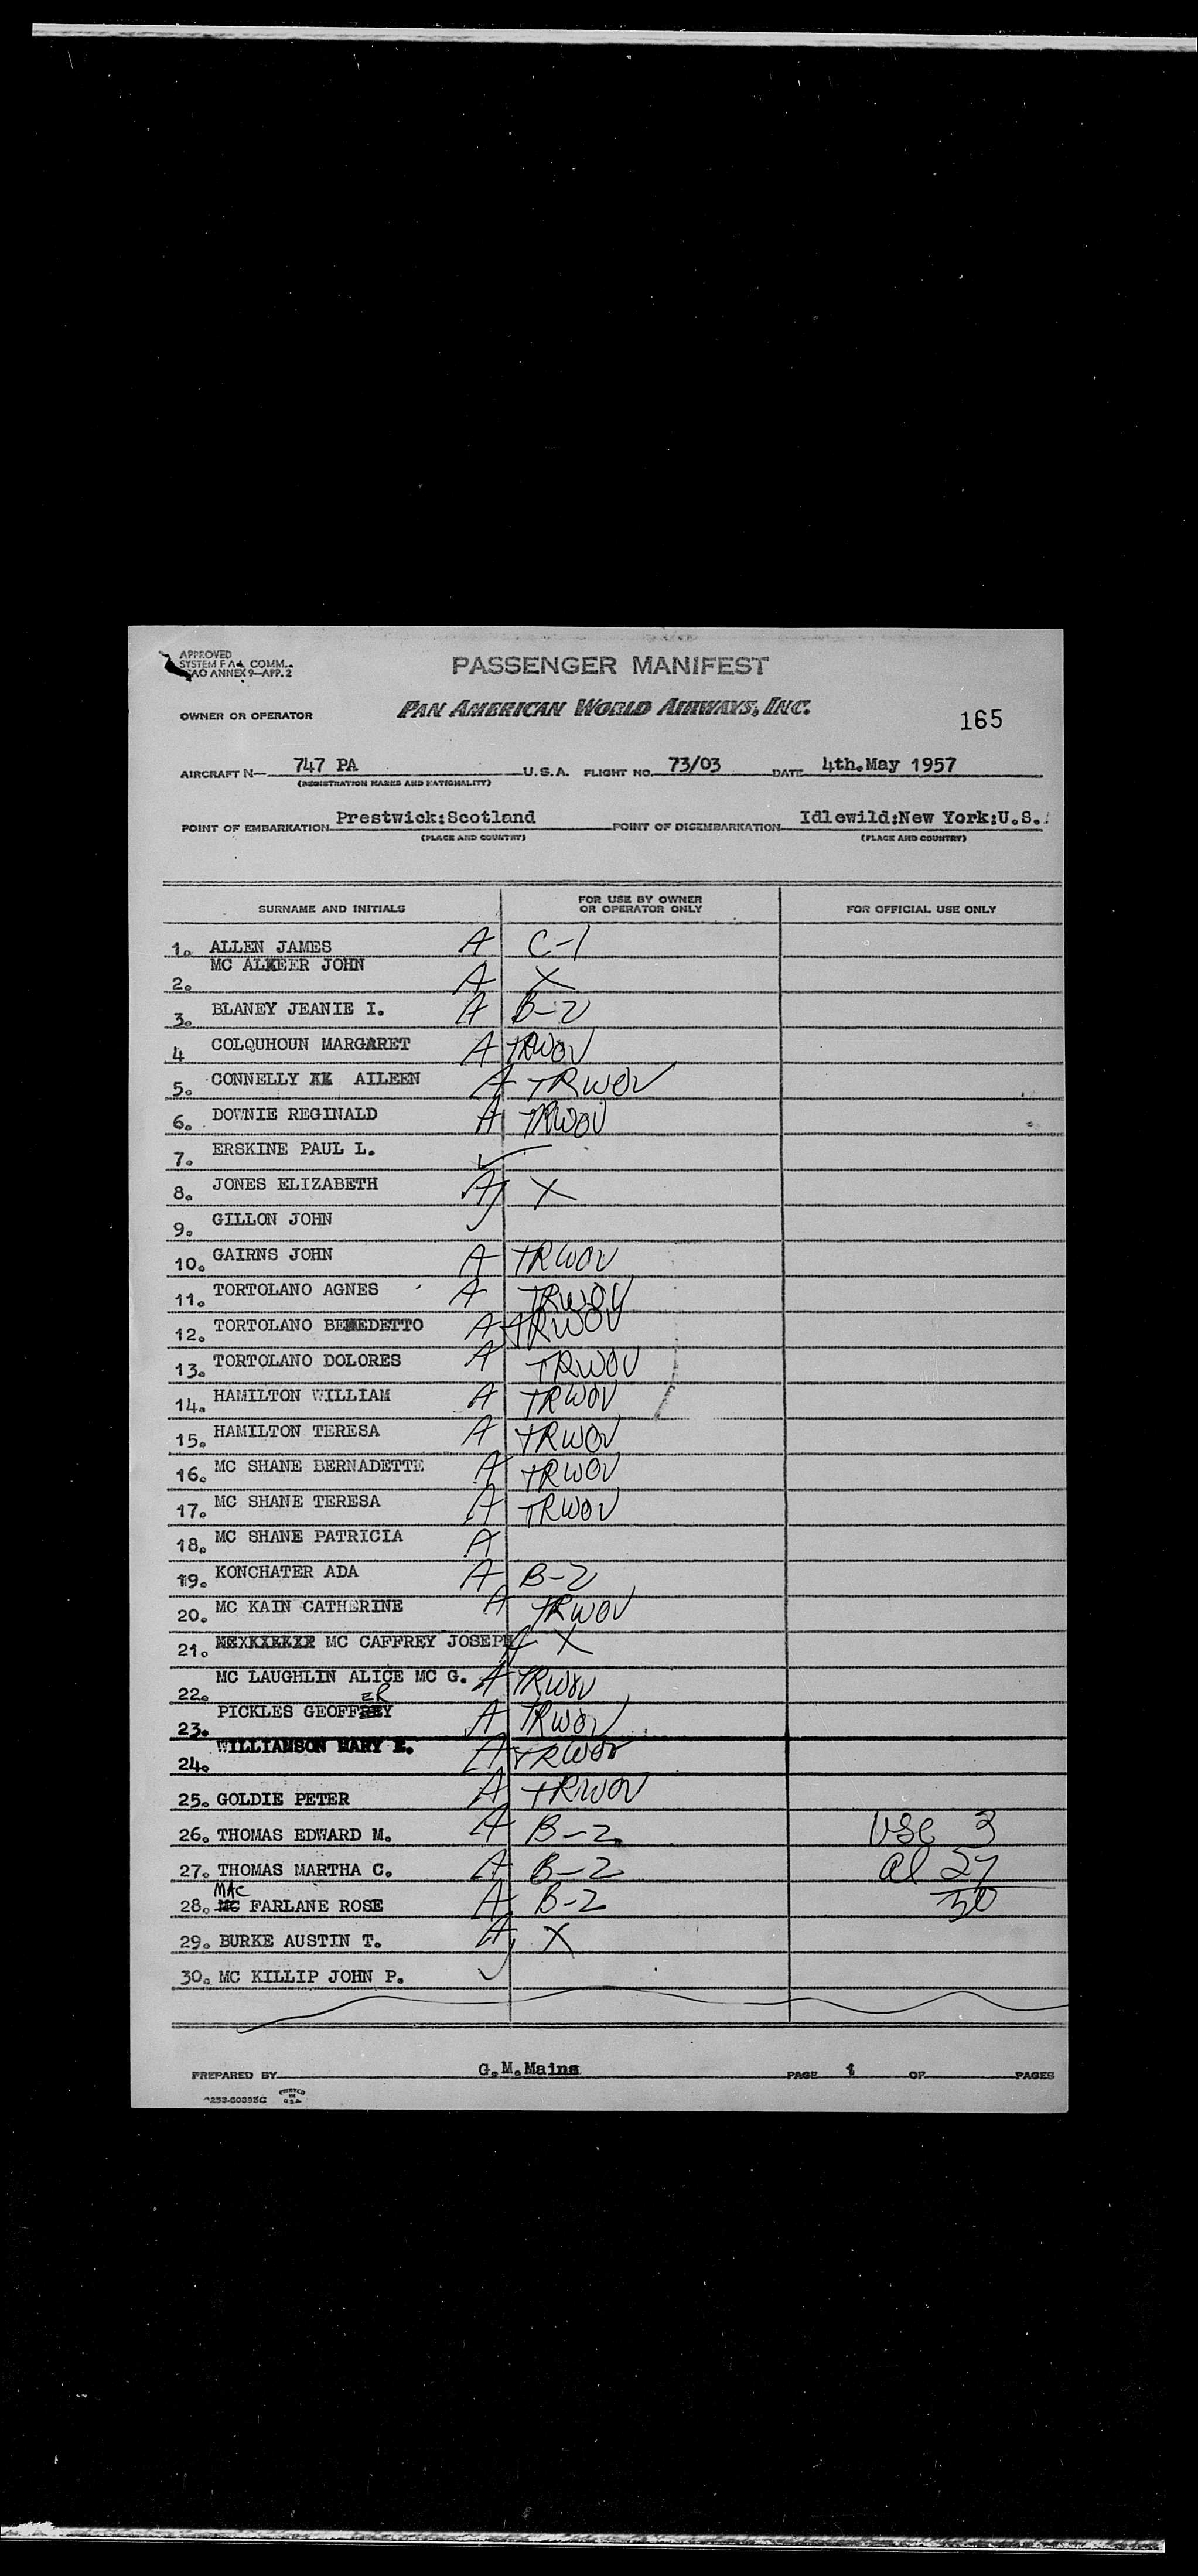 APPROVED
SYSTEM P A A COMM.
ICAO ANNEX 9—APP. 2
PASSENGER MANIFEST
OWNER OR OPERATOR PAN AMERICAN WORLD AIRWAYS, INC.
165
AIRCRAFT N— 747 PA U.S.A. FLIGHT NO. 73/03 DATE 4th.May 1957
(REGISTRATION MARKS AND NATIONALITY)
POINT OF EMBARKATION Prestwick:Scotland POINT OF DISEMBARKATION Idlewild:New York:U.S.
(PLACE AND COUNTRY) (PLACE AND COUNTRY)
SURNAME AND INITIALS FOR USE BY OWNER OR OPERATOR ONLY FOR OFFICIAL USE ONLY
1. ALLEN JAMES A C-1
2. MC ALKEER JOHN A X
3. BLANEY JEANIE I. A B-2
4 COLQUHOUN MARGARET A TRWOV
5. CONNELLY AILEEN A TRWOV
6. DOWNIE REGINALD A TRWOV
7. ERSKINE PAUL L. ✓
8. JONES ELIZABETH A X
9. GILLON JOHN ✓
10. GAIRNS JOHN A TRWOV
11. TORTOLANO AGNES A TRWOV
12. TORTOLANO BENEDETTO A TRWOV
13. TORTOLANO DOLORES A TRWOV
14. HAMILTON WILLIAM A TRWOV
15. HAMILTON TERESA A TRWOV
16. MC SHANE BERNADETTE A TRWOV
17. MC SHANE TERESA A TRWOV
18. MC SHANE PATRICIA A
19. KONCHATER ADA A B-2
20. MC KAIN CATHERINE A TRWOV
21. MC CAFFREY JOSEPH A X
22. MC LAUGHLIN ALICE MC G. A TRWOV
ER
23. PICKLES GEOFFREY A TRWOV
24. WILLIAMSON MARY E. A TRWOV
25. GOLDIE PETER A TRWOV
26. THOMAS EDWARD M. A B-2 USC 3
27. THOMAS MARTHA C. A B-2 al 27
MAC
28. MC FARLANE ROSE A B-2 30
29. BURKE AUSTIN T. A X
30. MC KILLIP JOHN P. ✓
PREPARED BY G.M.Mains PAGE 1 OF PAGES
PRINTED IN U.S.A.